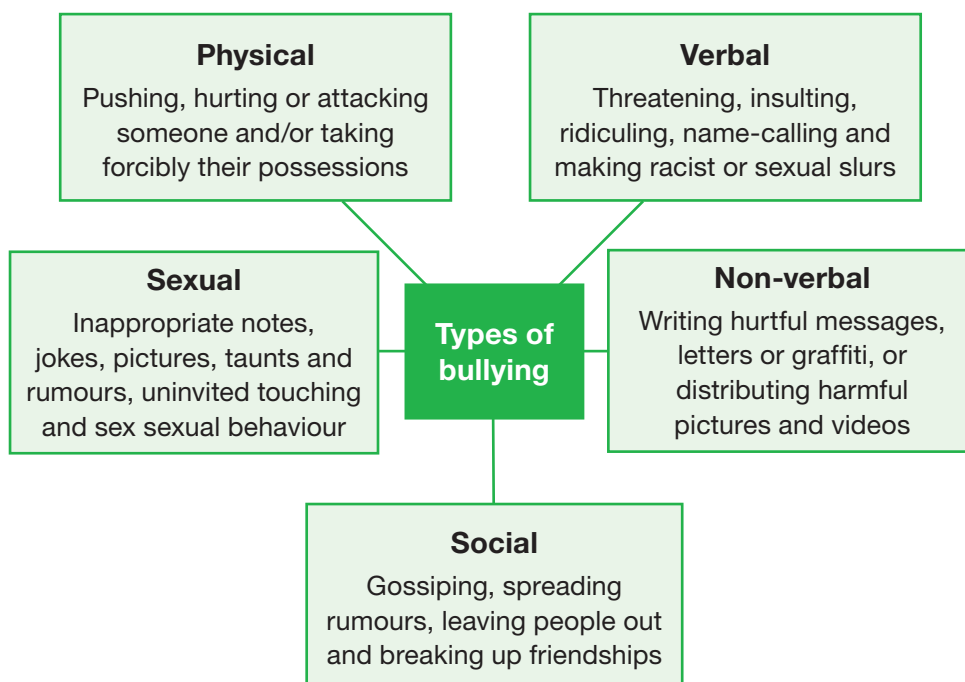 Physical
Pushing, hurting or attacking
someone and/or taking
forcibly their possessions
Verbal
Threatening, insulting,
ridiculing, name-calling and
making racist or sexual slurs
Sexual
Inappropriate notes,
jokes, pictures, taunts and
rumours, uninvited touching
and sex sexual behaviour
Types of
bullying
Non-verbal
Writing hurtful messages,
letters or graffiti, or
distributing harmful
pictures and videos
Social
Gossiping, spreading
rumours, leaving people out
and breaking up friendships